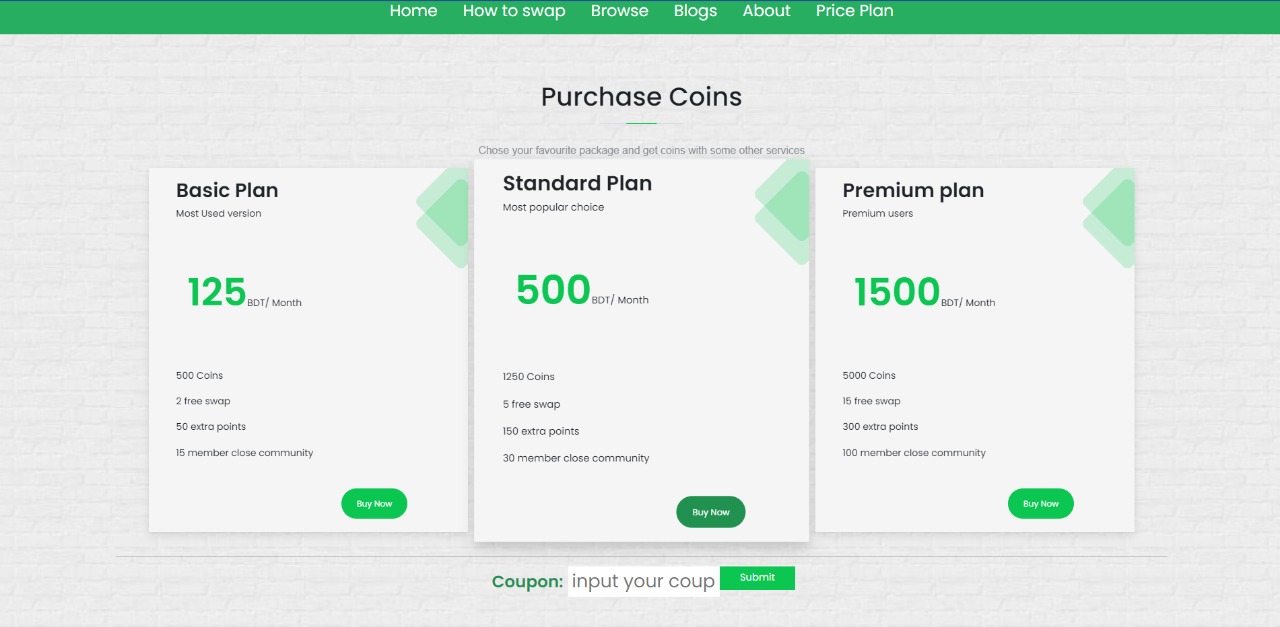 Home How to swap Browse Blogs About Price Plan
Purchase Coins
Chose your favourite package and get coins with some other services
Basic Plan
Most Used version
125 BDT/ Month
500 Coins
2 free swap
50 extra points
15 member close community
Buy Now
Standard Plan
Most popular choice
500 BDT/ Month
1250 Coins
5 free swap
150 extra points
30 member close community
Buy Now
Premium plan
Premium users
1500 BDT/ Month
5000 Coins
15 free swap
300 extra points
100 member close community
Buy Now
Coupon: input your coup Submit